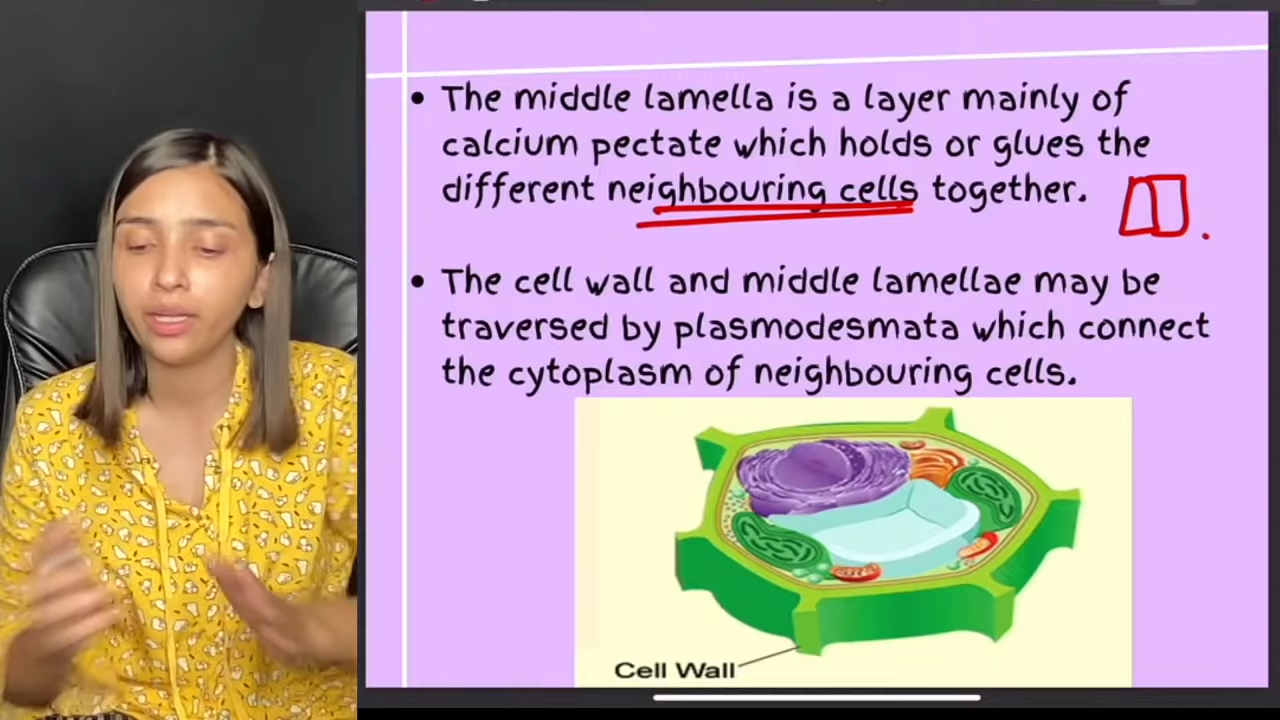 • The middle lamella is a layer mainly of
calcium pectate which holds or glues the
different neighbouring cells together.
• The cell wall and middle lamellae may be
traversed by plasmodesmata which connect
the cytoplasm of neighbouring cells.
Cell Wall